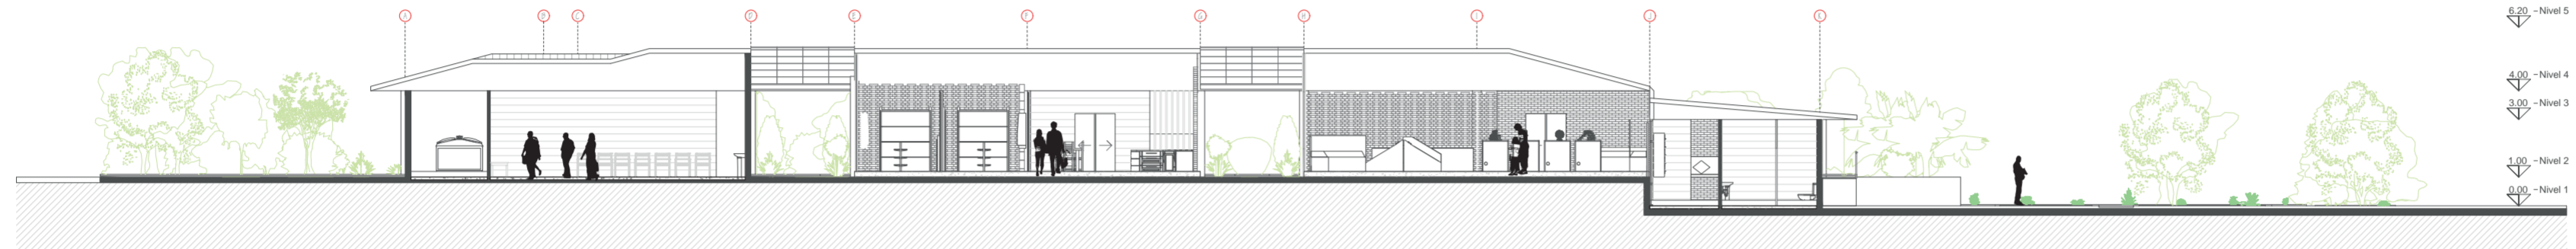 A B C D E F G H I J K
6.20 - Nivel 5
4.00 - Nivel 4
3.00 - Nivel 3
1.00 - Nivel 2
0.00 - Nivel 1